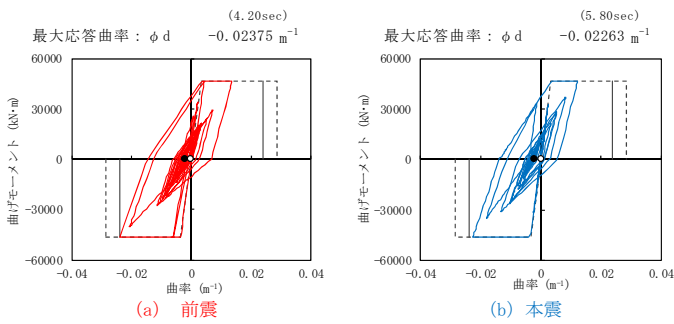 (4.20sec)
最大応答曲率：φd -0.02375 m⁻¹
60000
30000
0
-30000
-60000
曲げモーメント (kN・m)
-0.04 -0.02 0 0.02 0.04
曲率 (m⁻¹)
(a) 前震
(5.80sec)
最大応答曲率：φd -0.02263 m⁻¹
60000
30000
0
-30000
-60000
曲げモーメント (kN・m)
-0.04 -0.02 0 0.02 0.04
曲率 (m⁻¹)
(b) 本震